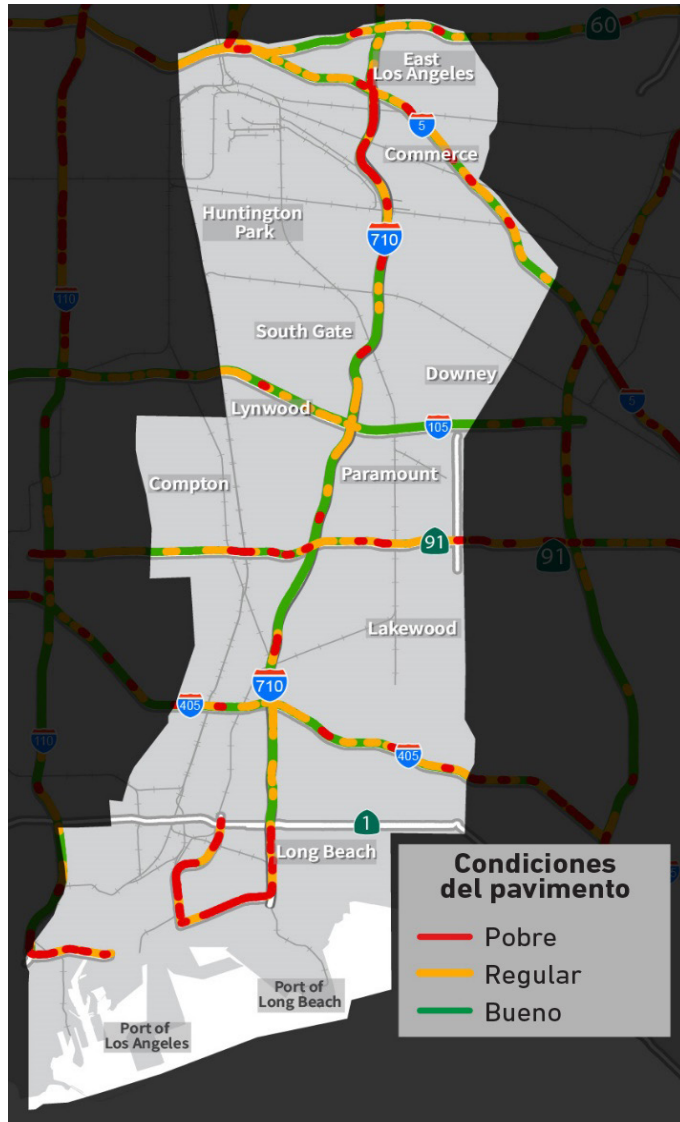 60
East
Los Angeles
5
Commerce
Huntington
Park
710
110
South Gate
Downey
5
Lynwood
105
Compton
Paramount
91
91
Lakewood
710
405
110
405
1
Long Beach
Condiciones
del pavimento
Pobre
Regular
Bueno
Port of
Long Beach
Port of
Los Angeles